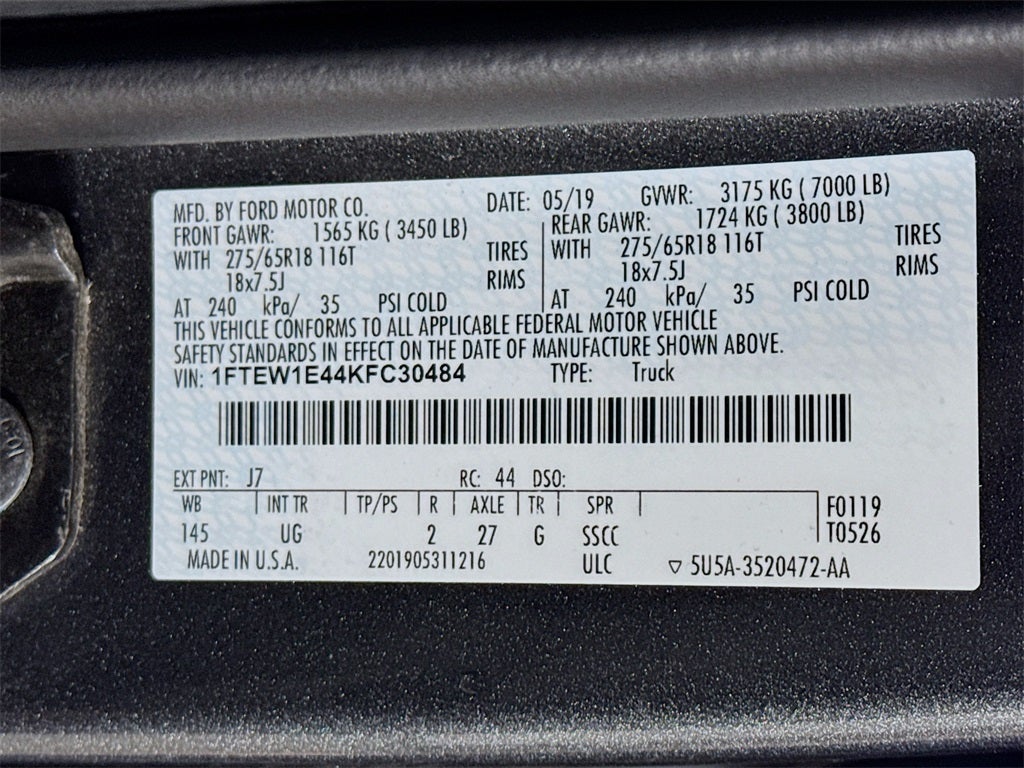 MFD. BY FORD MOTOR CO. DATE: 05/19 GVWR: 3175 KG ( 7000 LB)
FRONT GAWR: 1565 KG ( 3450 LB) REAR GAWR: 1724 KG ( 3800 LB)
WITH 275/65R18 116T TIRES WITH 275/65R18 116T TIRES
18x7.5J RIMS 18x7.5J RIMS
AT 240 kPa/ 35 PSI COLD AT 240 kPa/ 35 PSI COLD
THIS VEHICLE CONFORMS TO ALL APPLICABLE FEDERAL MOTOR VEHICLE
SAFETY STANDARDS IN EFFECT ON THE DATE OF MANUFACTURE SHOWN ABOVE.
VIN: 1FTEW1E44KFC30484 TYPE: Truck
EXT PNT: J7 RC: 44 DSO:
WB INT TR TP/PS R AXLE TR SPR F0119
145 UG 2 27 G SSCC T0526
MADE IN U.S.A. 2201905311216 ULC ▽ 5U5A-3520472-AA